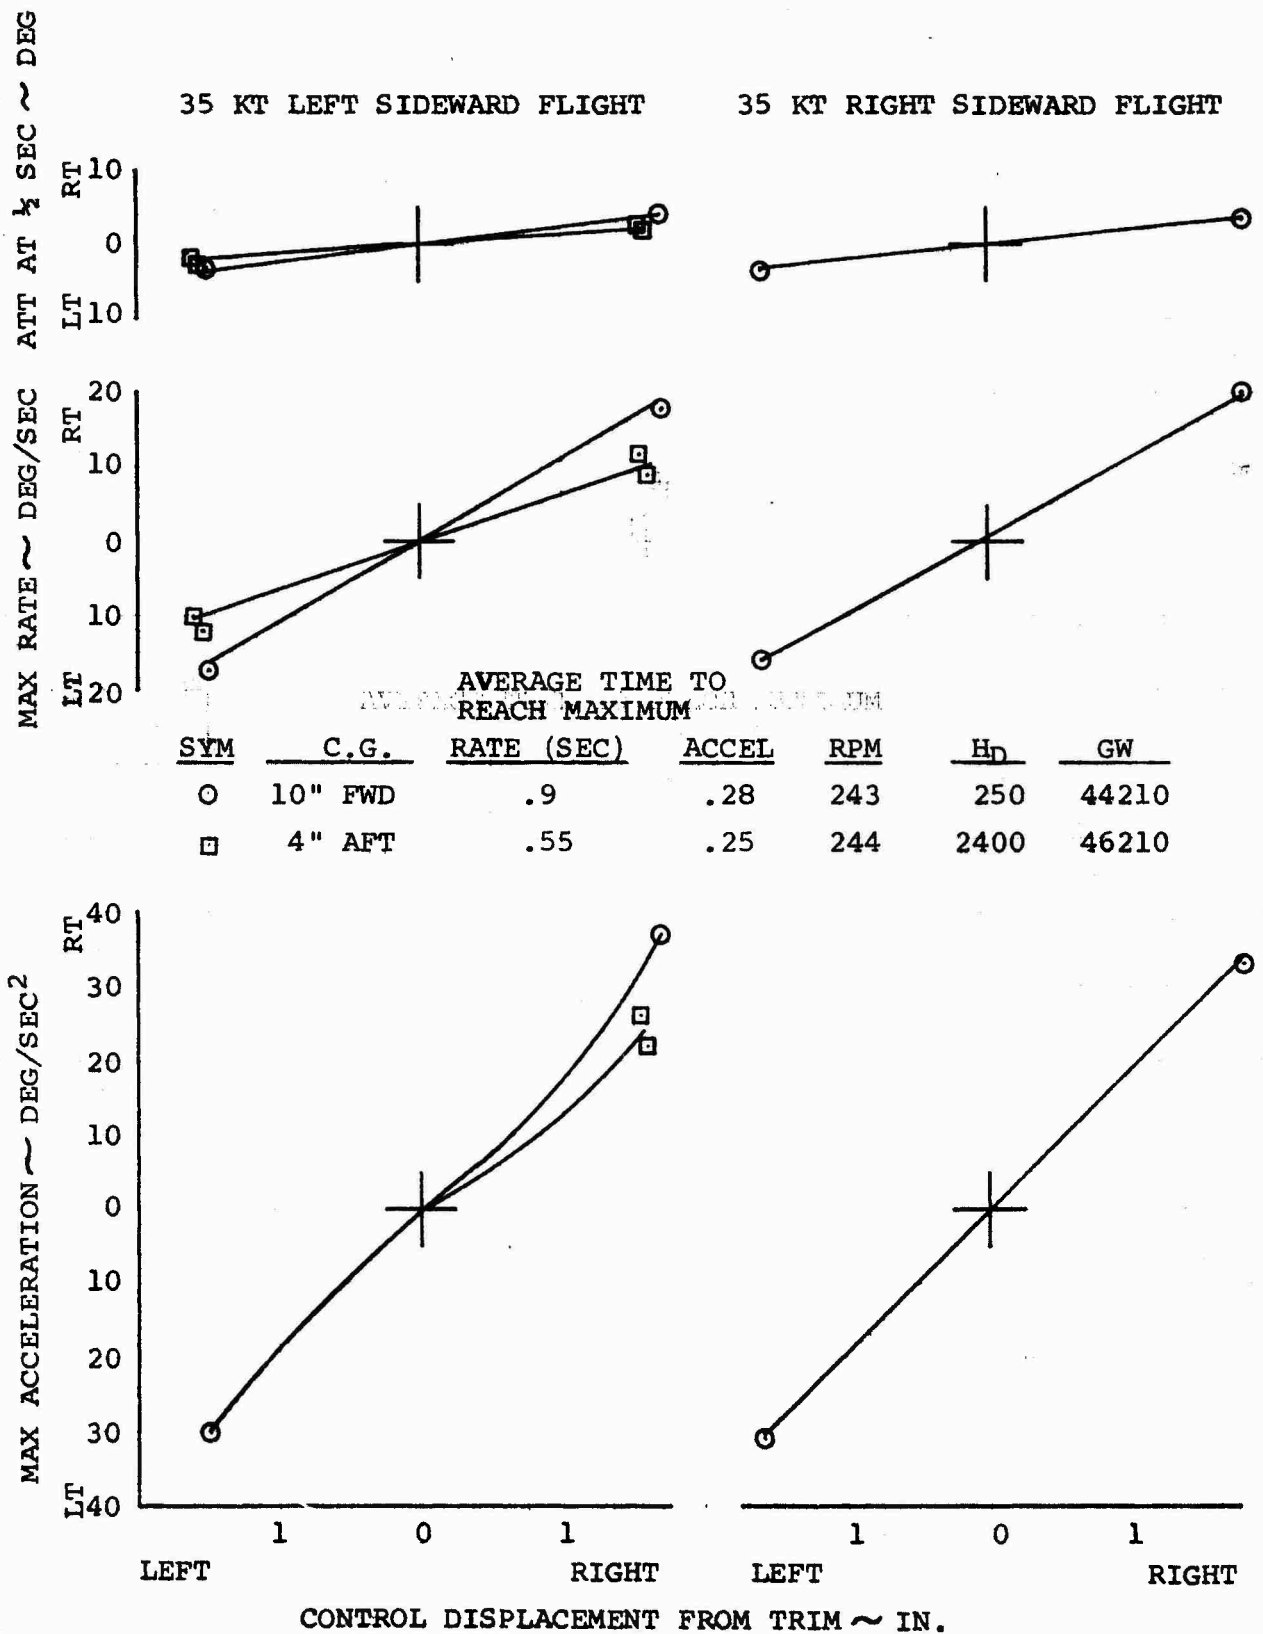 35 KT LEFT SIDEWARD FLIGHT 35 KT RIGHT SIDEWARD FLIGHT
ATT AT ½ SEC ~ DEG
RT 10
0
LT 10
MAX RATE ~ DEG/SEC
RT 20
10
0
10
LT 20
AVERAGE TIME TO
REACH MAXIMUM
SYM C.G. RATE (SEC) ACCEL RPM H_D GW
⊙ 10" FWD .9 .28 243 250 44210
⊡ 4" AFT .55 .25 244 2400 46210
MAX ACCELERATION ~ DEG/SEC²
RT 40
30
20
10
0
10
20
30
LT 40
1 0 1 1 0 1
LEFT RIGHT LEFT RIGHT
CONTROL DISPLACEMENT FROM TRIM ~ IN.